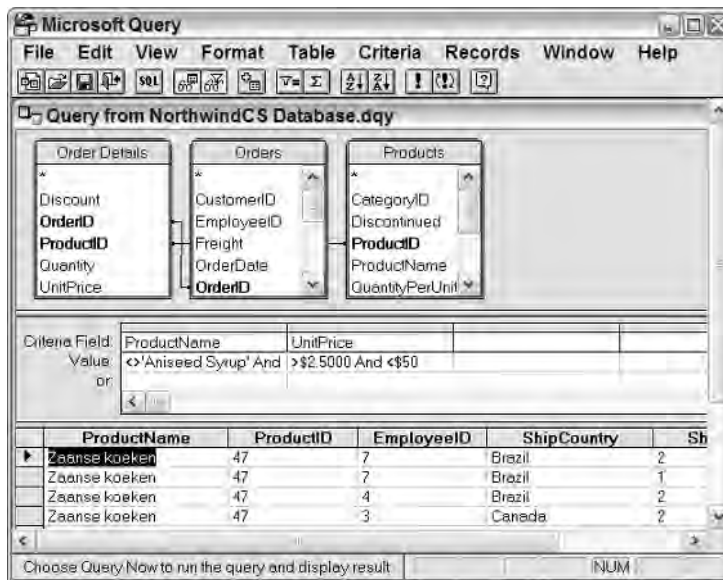 Microsoft Query
File Edit View Format Table Criteria Records Window Help
SQL
Query from NorthwindCS Database.dqy
Order Details Orders Products
* * *
Discount CustomerID CategoryID
OrderID EmployeeID Discontinued
ProductID Freight ProductID
Quantity OrderDate ProductName
UnitPrice OrderID QuantityPerUnit
Criteria Field: ProductName UnitPrice
Value: <>'Aniseed Syrup' And >$2.5000 And <$50
or:
ProductName ProductID EmployeeID ShipCountry Sh
Zaanse koeken 47 7 Brazil 2
Zaanse koeken 47 7 Brazil 1
Zaanse koeken 47 4 Brazil 2
Zaanse koeken 47 3 Canada 2
Choose Query Now to run the query and display result NUM